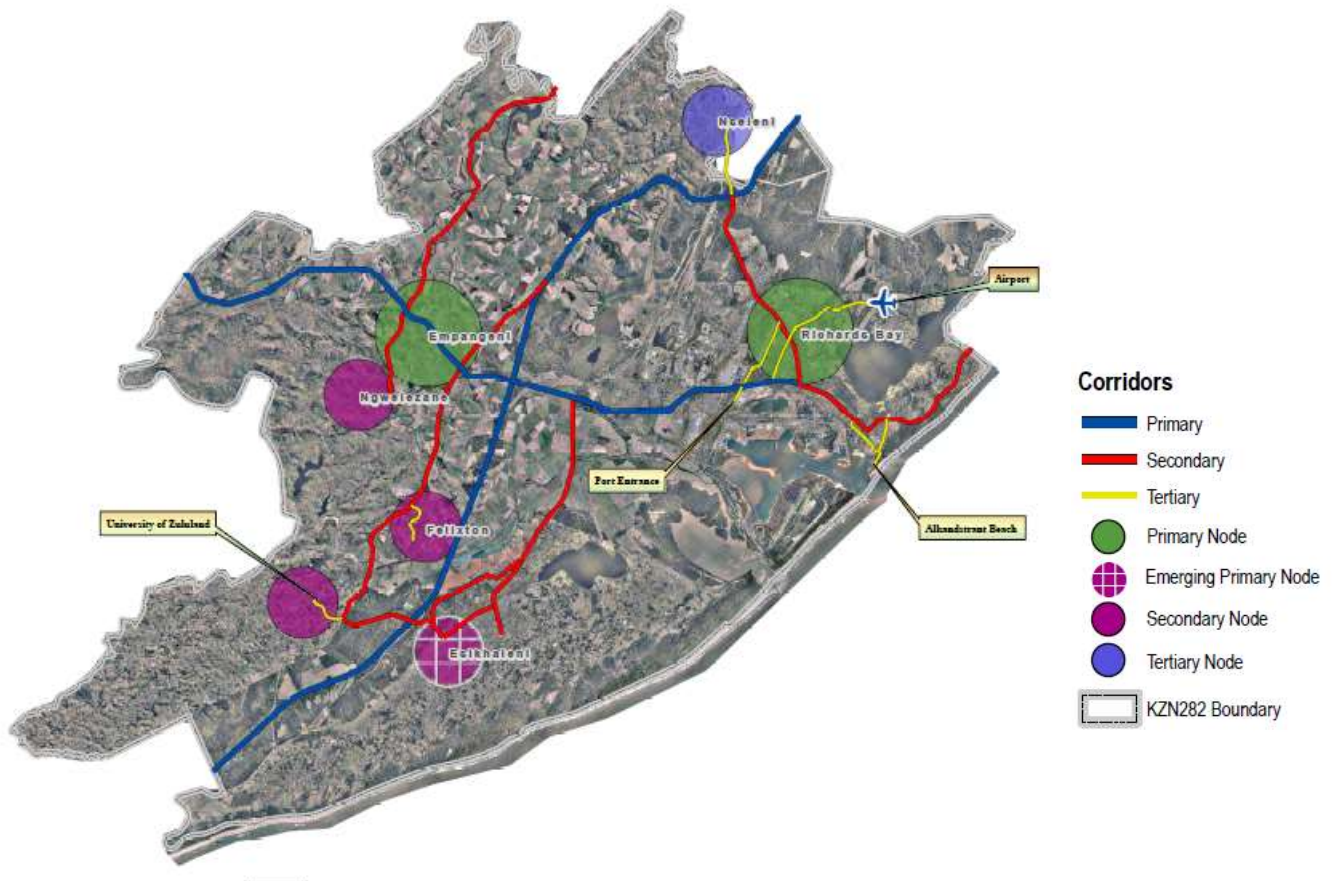 Nseleni
Airport
Empangeni
Richards Bay
Ngwelezane
Port Entrance
University of Zululand
Felixton
Alkandstrant Beach
Esikhaleni
Corridors
Primary
Secondary
Tertiary
Primary Node
Emerging Primary Node
Secondary Node
Tertiary Node
KZN282 Boundary